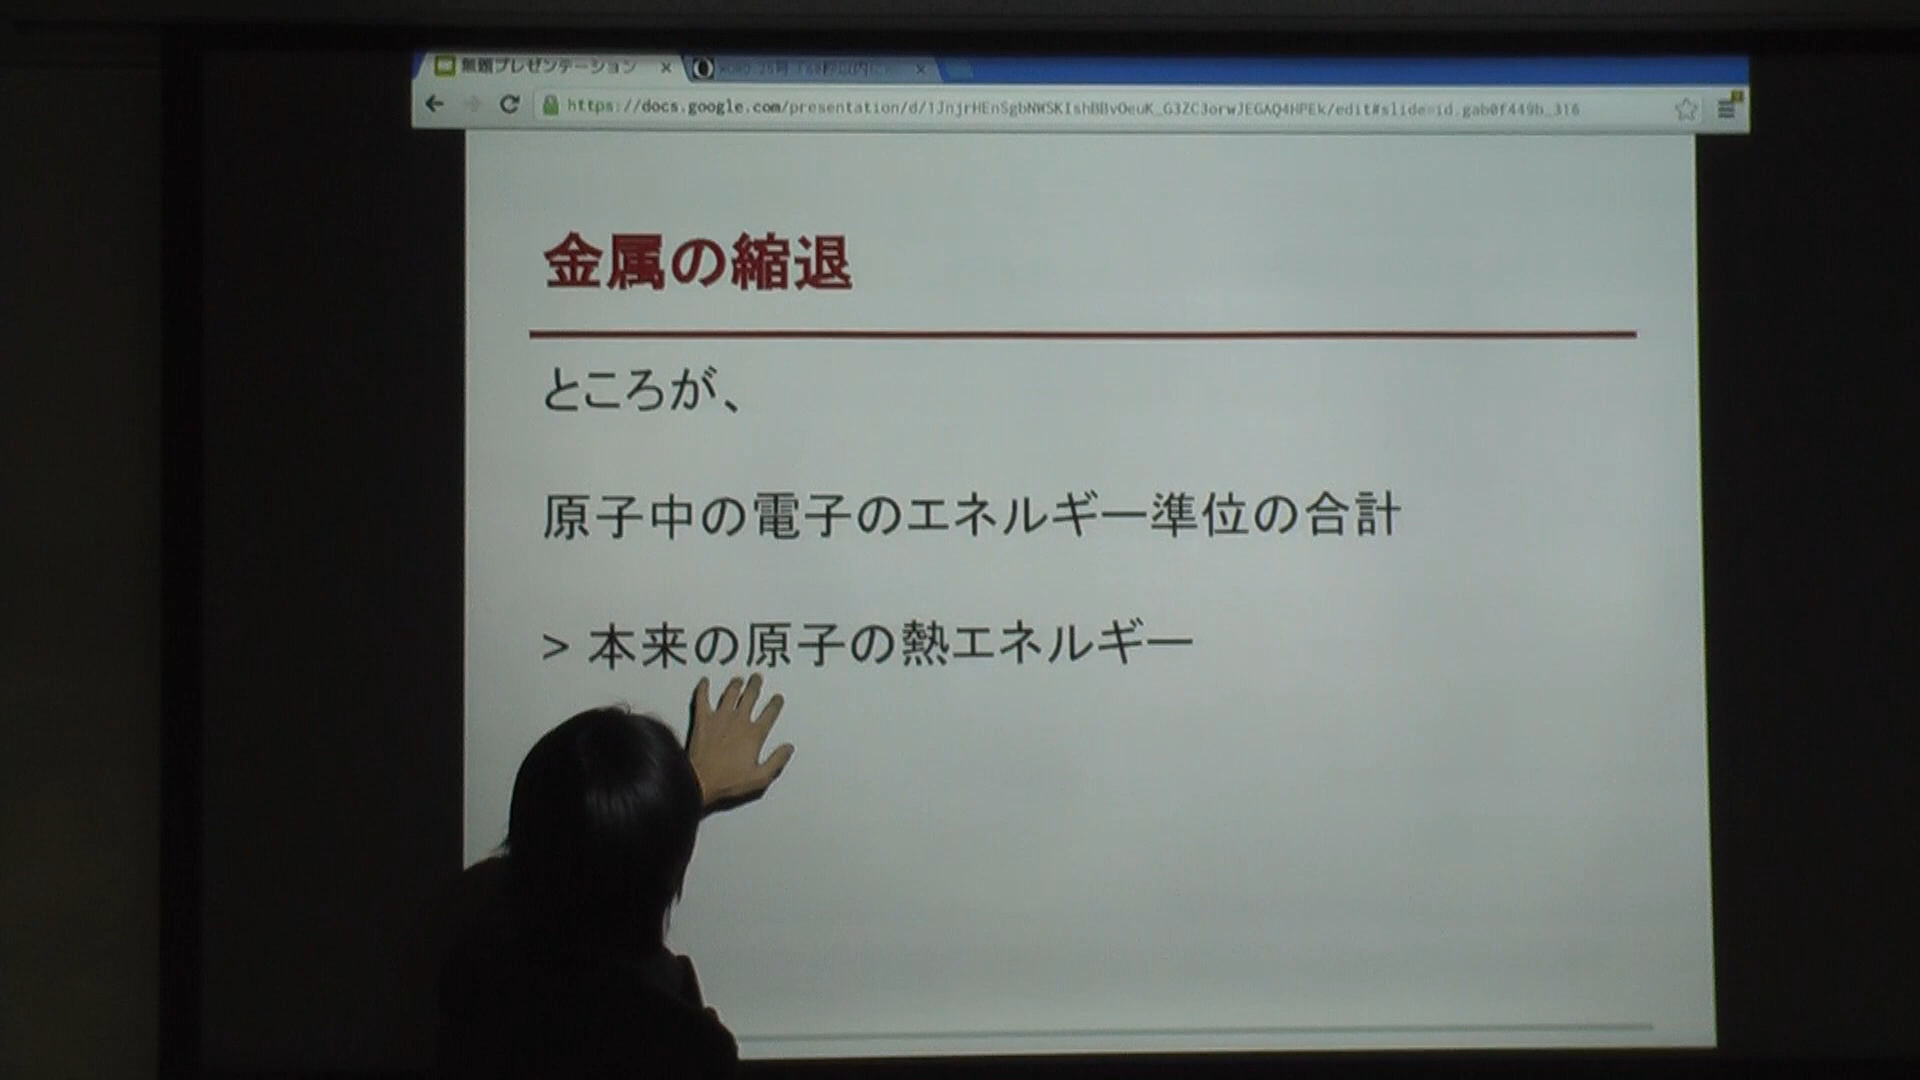 無題プレゼンテーション
https://docs.google.com/presentation/d/1JnjrHEnSgbNWSKIshBBvOeuK_G3ZC3orwJEGAQ4HPEk/edit#slide=id.gab0f449b_316
金属の縮退
ところが、
原子中の電子のエネルギー準位の合計
> 本来の原子の熱エネルギー